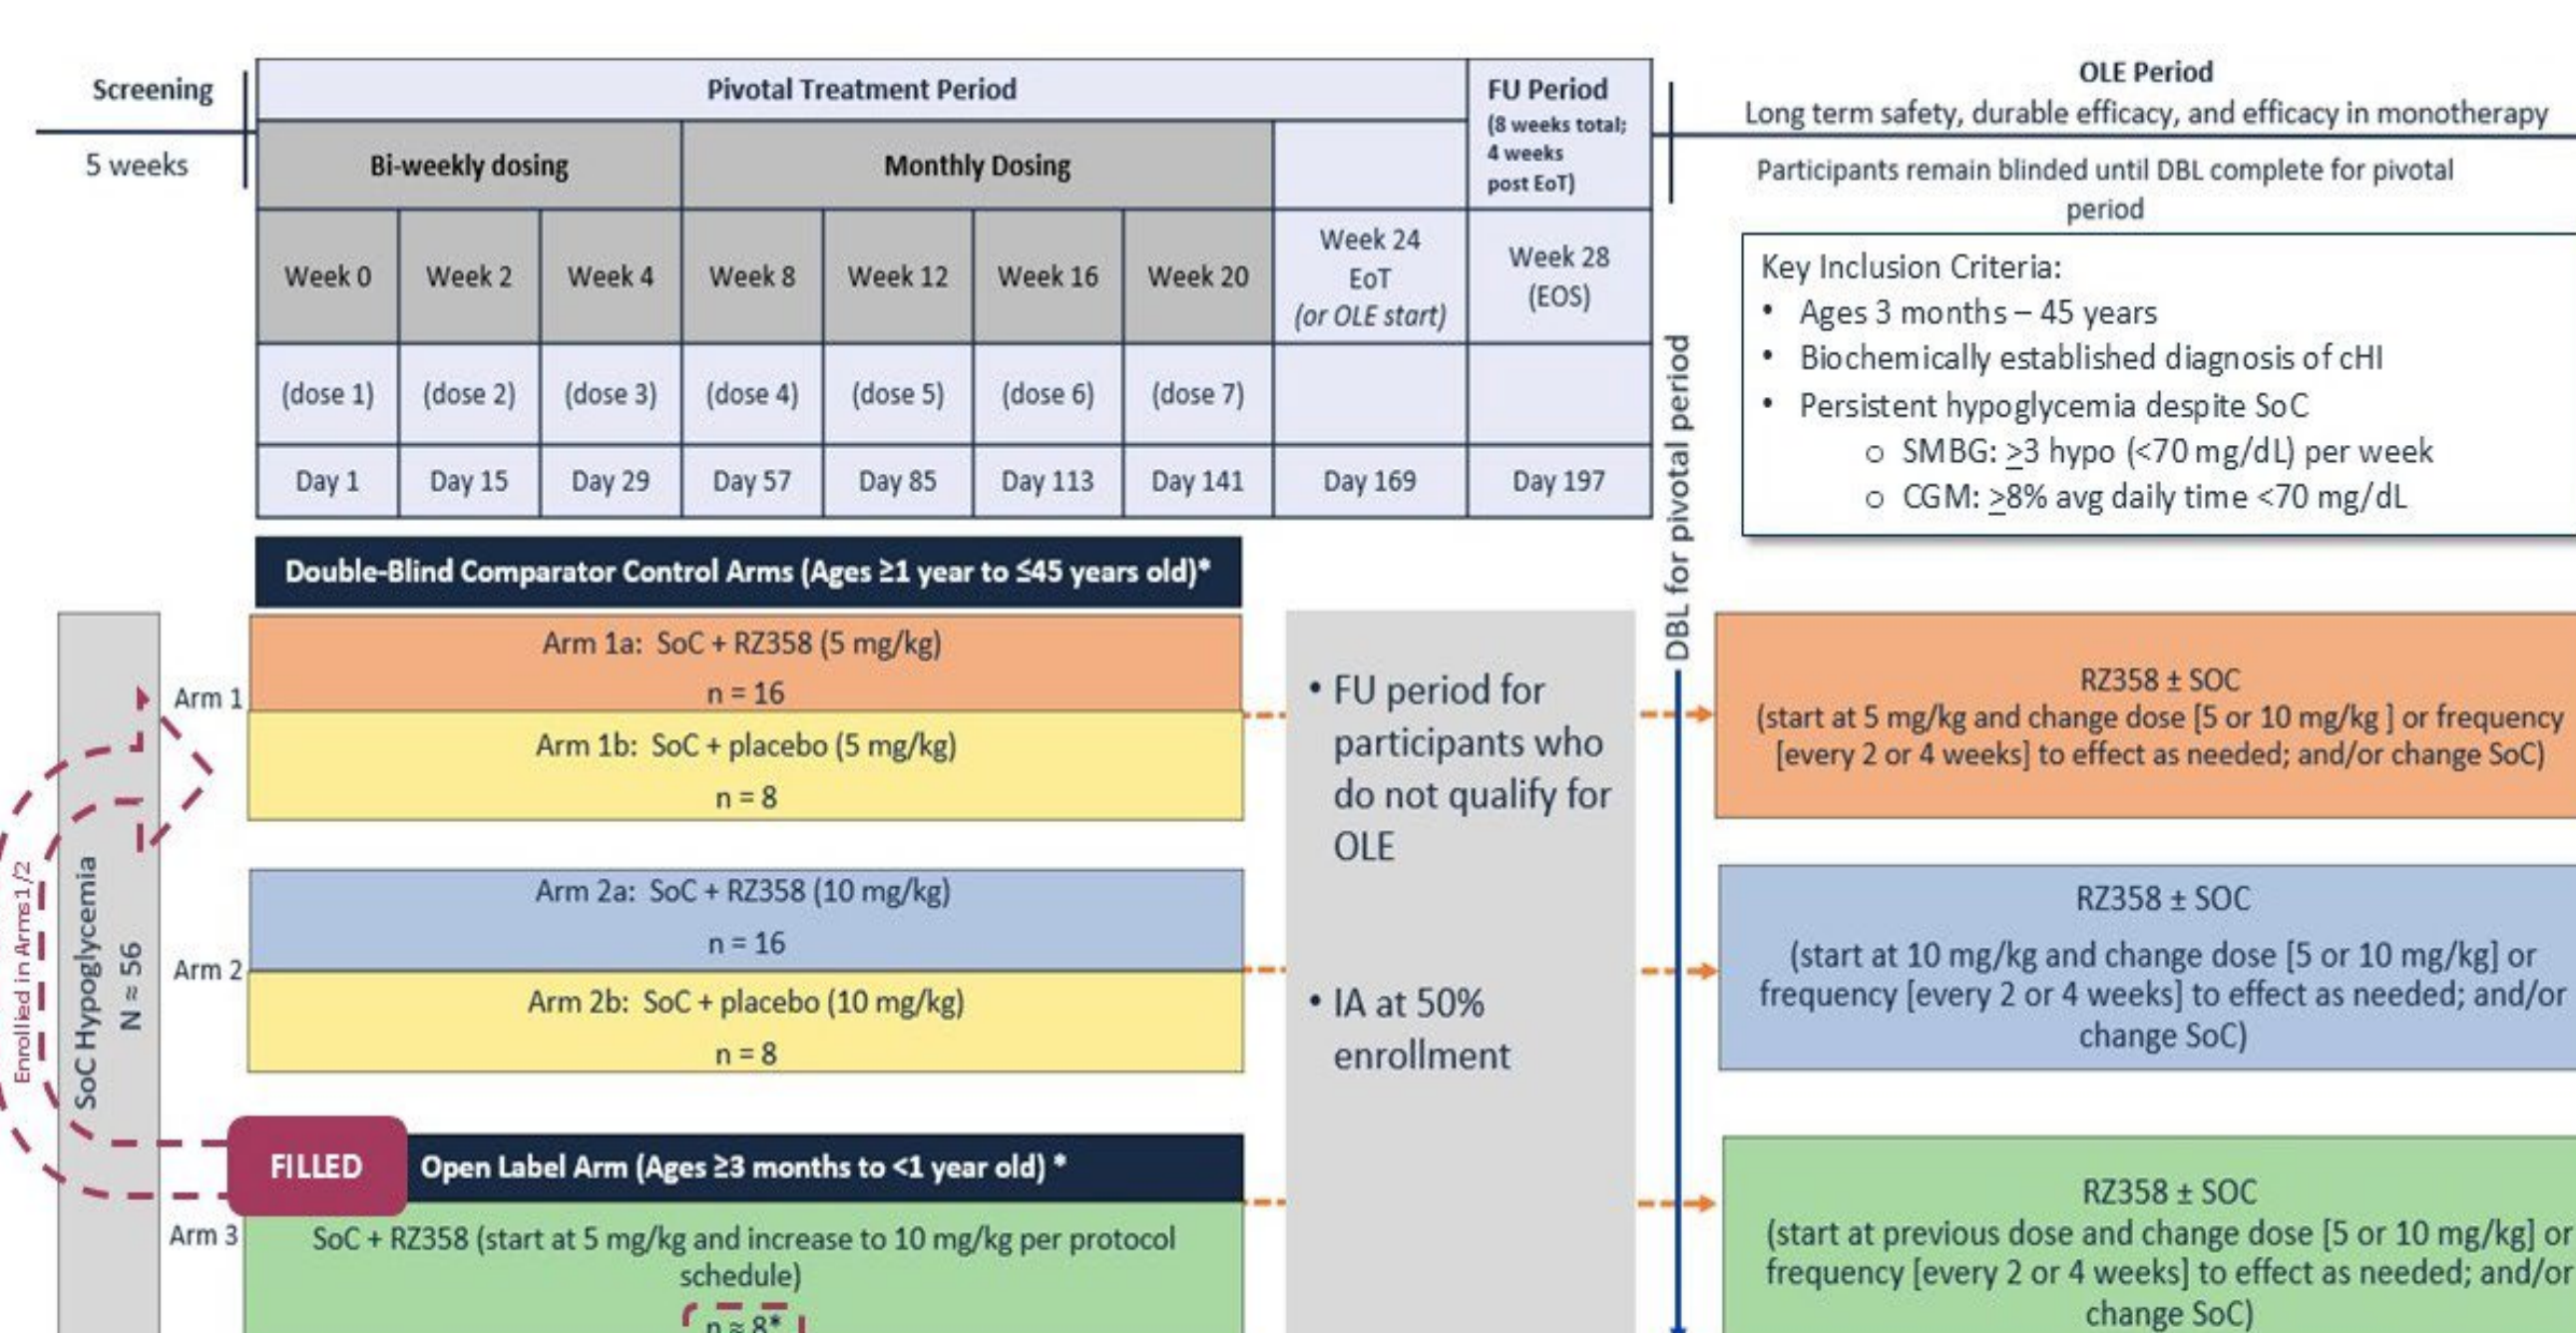 Screening
5 weeks
Pivotal Treatment Period
FU Period
(8 weeks total;
4 weeks
post EoT)
Bi-weekly dosing
Monthly Dosing
Week 0
Week 2
Week 4
Week 8
Week 12
Week 16
Week 20
Week 24
EoT
(or OLE start)
Week 28
(EOS)
(dose 1)
(dose 2)
(dose 3)
(dose 4)
(dose 5)
(dose 6)
(dose 7)
Day 1
Day 15
Day 29
Day 57
Day 85
Day 113
Day 141
Day 169
Day 197
OLE Period
Long term safety, durable efficacy, and efficacy in monotherapy
Participants remain blinded until DBL complete for pivotal
period
Key Inclusion Criteria:
• Ages 3 months – 45 years
• Biochemically established diagnosis of cHI
• Persistent hypoglycemia despite SoC
o SMBG: ≥3 hypo (<70 mg/dL) per week
o CGM: ≥8% avg daily time <70 mg/dL
DBL for pivotal period
Double-Blind Comparator Control Arms (Ages ≥1 year to ≤45 years old)*
Enrollied in Arms 1/2
SoC Hypoglycemia
N ≈ 56
Arm 1
Arm 1a: SoC + RZ358 (5 mg/kg)
n = 16
Arm 1b: SoC + placebo (5 mg/kg)
n = 8
Arm 2
Arm 2a: SoC + RZ358 (10 mg/kg)
n = 16
Arm 2b: SoC + placebo (10 mg/kg)
n = 8
• FU period for
participants who
do not qualify for
OLE
• IA at 50%
enrollment
RZ358 ± SOC
(start at 5 mg/kg and change dose [5 or 10 mg/kg ] or frequency
[every 2 or 4 weeks] to effect as needed; and/or change SoC)
RZ358 ± SOC
(start at 10 mg/kg and change dose [5 or 10 mg/kg] or
frequency [every 2 or 4 weeks] to effect as needed; and/or
change SoC)
FILLED
Open Label Arm (Ages ≥3 months to <1 year old) *
Arm 3
SoC + RZ358 (start at 5 mg/kg and increase to 10 mg/kg per protocol
schedule)
n ≈ 8*
RZ358 ± SOC
(start at previous dose and change dose [5 or 10 mg/kg] or
frequency [every 2 or 4 weeks] to effect as needed; and/or
change SoC)